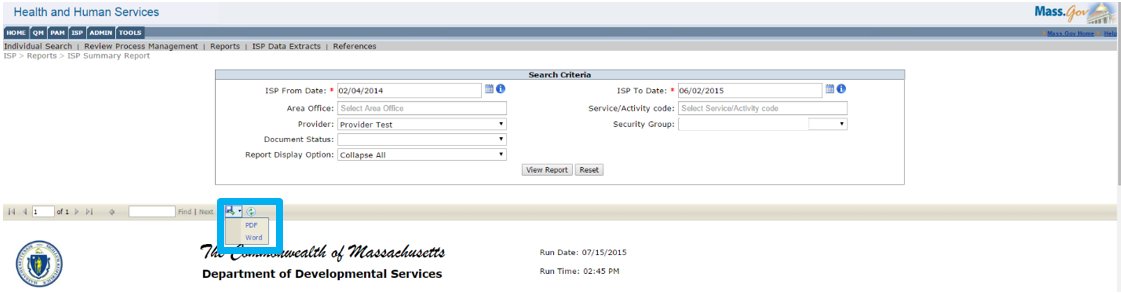 Health and Human Services Mass.Gov
HOME QM PAM ISP ADMIN TOOLS Mass.Gov Home Help
Individual Search | Review Process Management | Reports | ISP Data Extracts | References
ISP > Reports > ISP Summary Report
Search Criteria
ISP From Date: * 02/04/2014 ISP To Date: * 06/02/2015
Area Office: Select Area Office Service/Activity code: Select Service/Activity code
Provider: Provider Test Security Group:
Document Status:
Report Display Option: Collapse All
View Report Reset
1 of 1 Find | Next
PDF
Word
The Commonwealth of Massachusetts Run Date: 07/15/2015
Department of Developmental Services Run Time: 02:45 PM